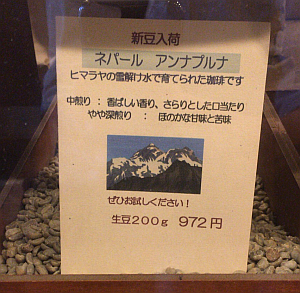 新豆入荷
ネパール アンナプルナ
ヒマラヤの雪解け水で育てられた珈琲です
中煎り：香ばしい香り、さらりとした口当たり
やや深煎り：ほのかな甘味と苦味
ぜひお試しください！
生豆200g 972円